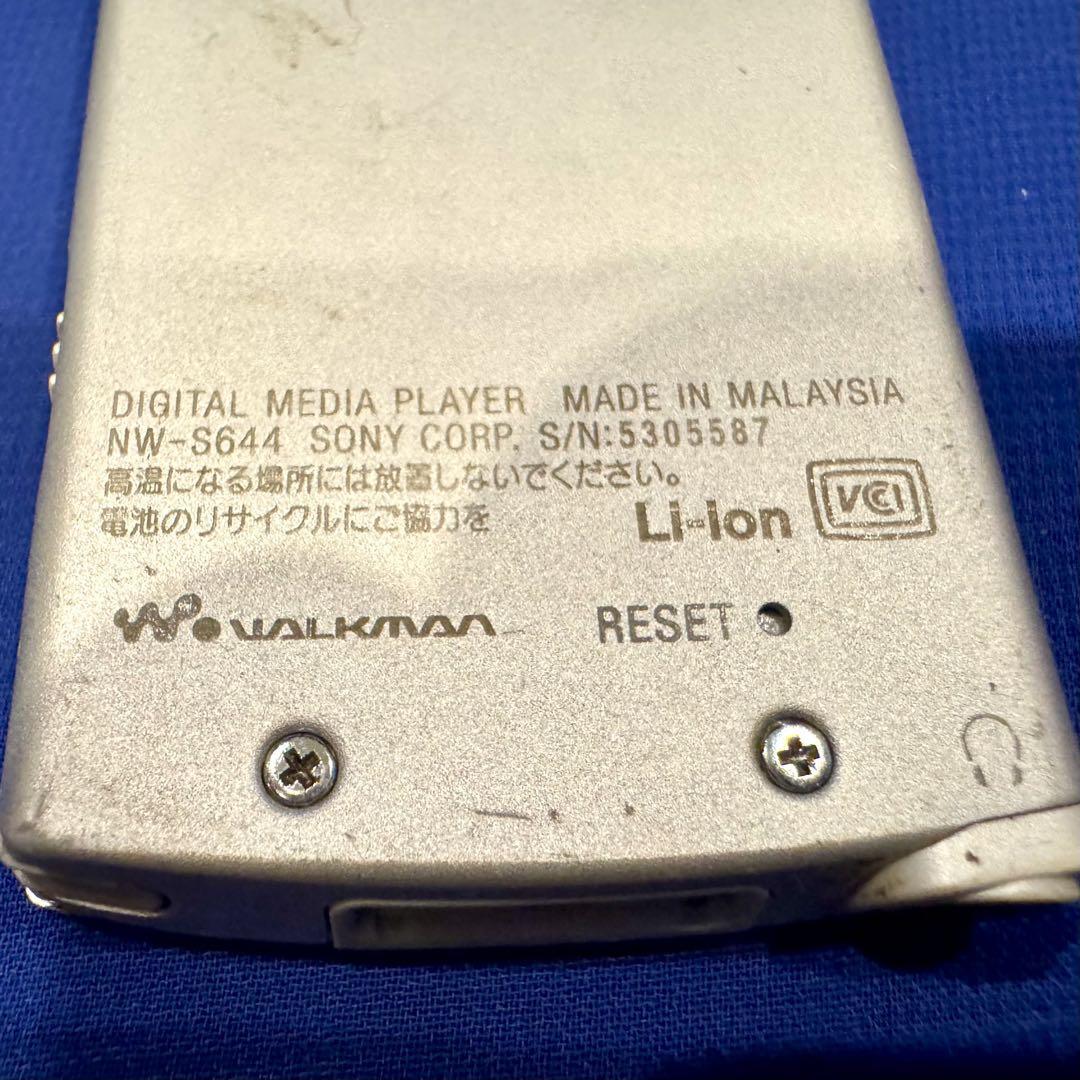 DIGITAL MEDIA PLAYER MADE IN MALAYSIA
NW-S644 SONY CORP. S/N:5305587
高温になる場所には放置しないでください。
電池のリサイクルにご協力を
Li-ion VCCI
WALKMAN RESET